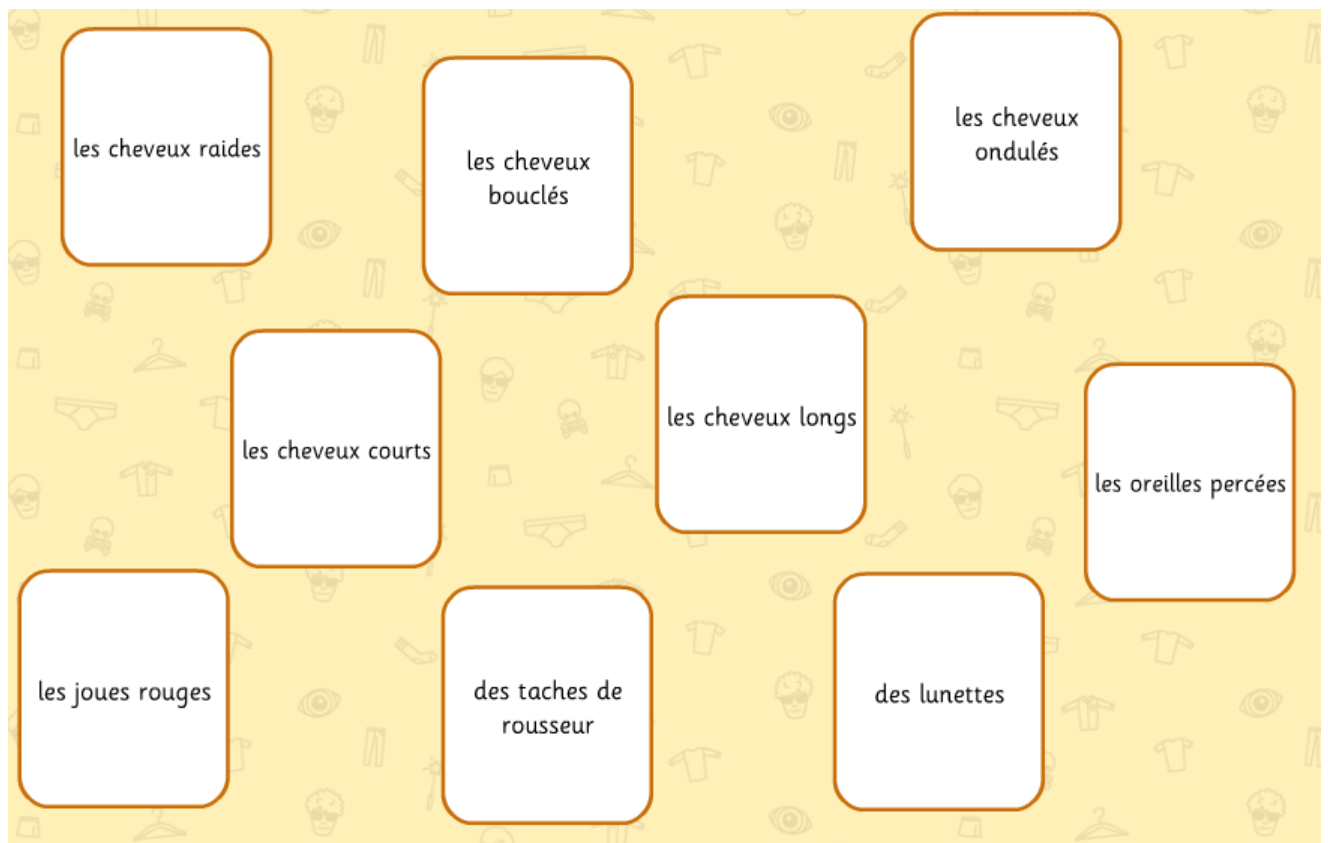 les cheveux raides
les cheveux
bouclés
les cheveux
ondulés
les cheveux courts
les cheveux longs
les oreilles percées
les joues rouges
des taches de
rousseur
des lunettes